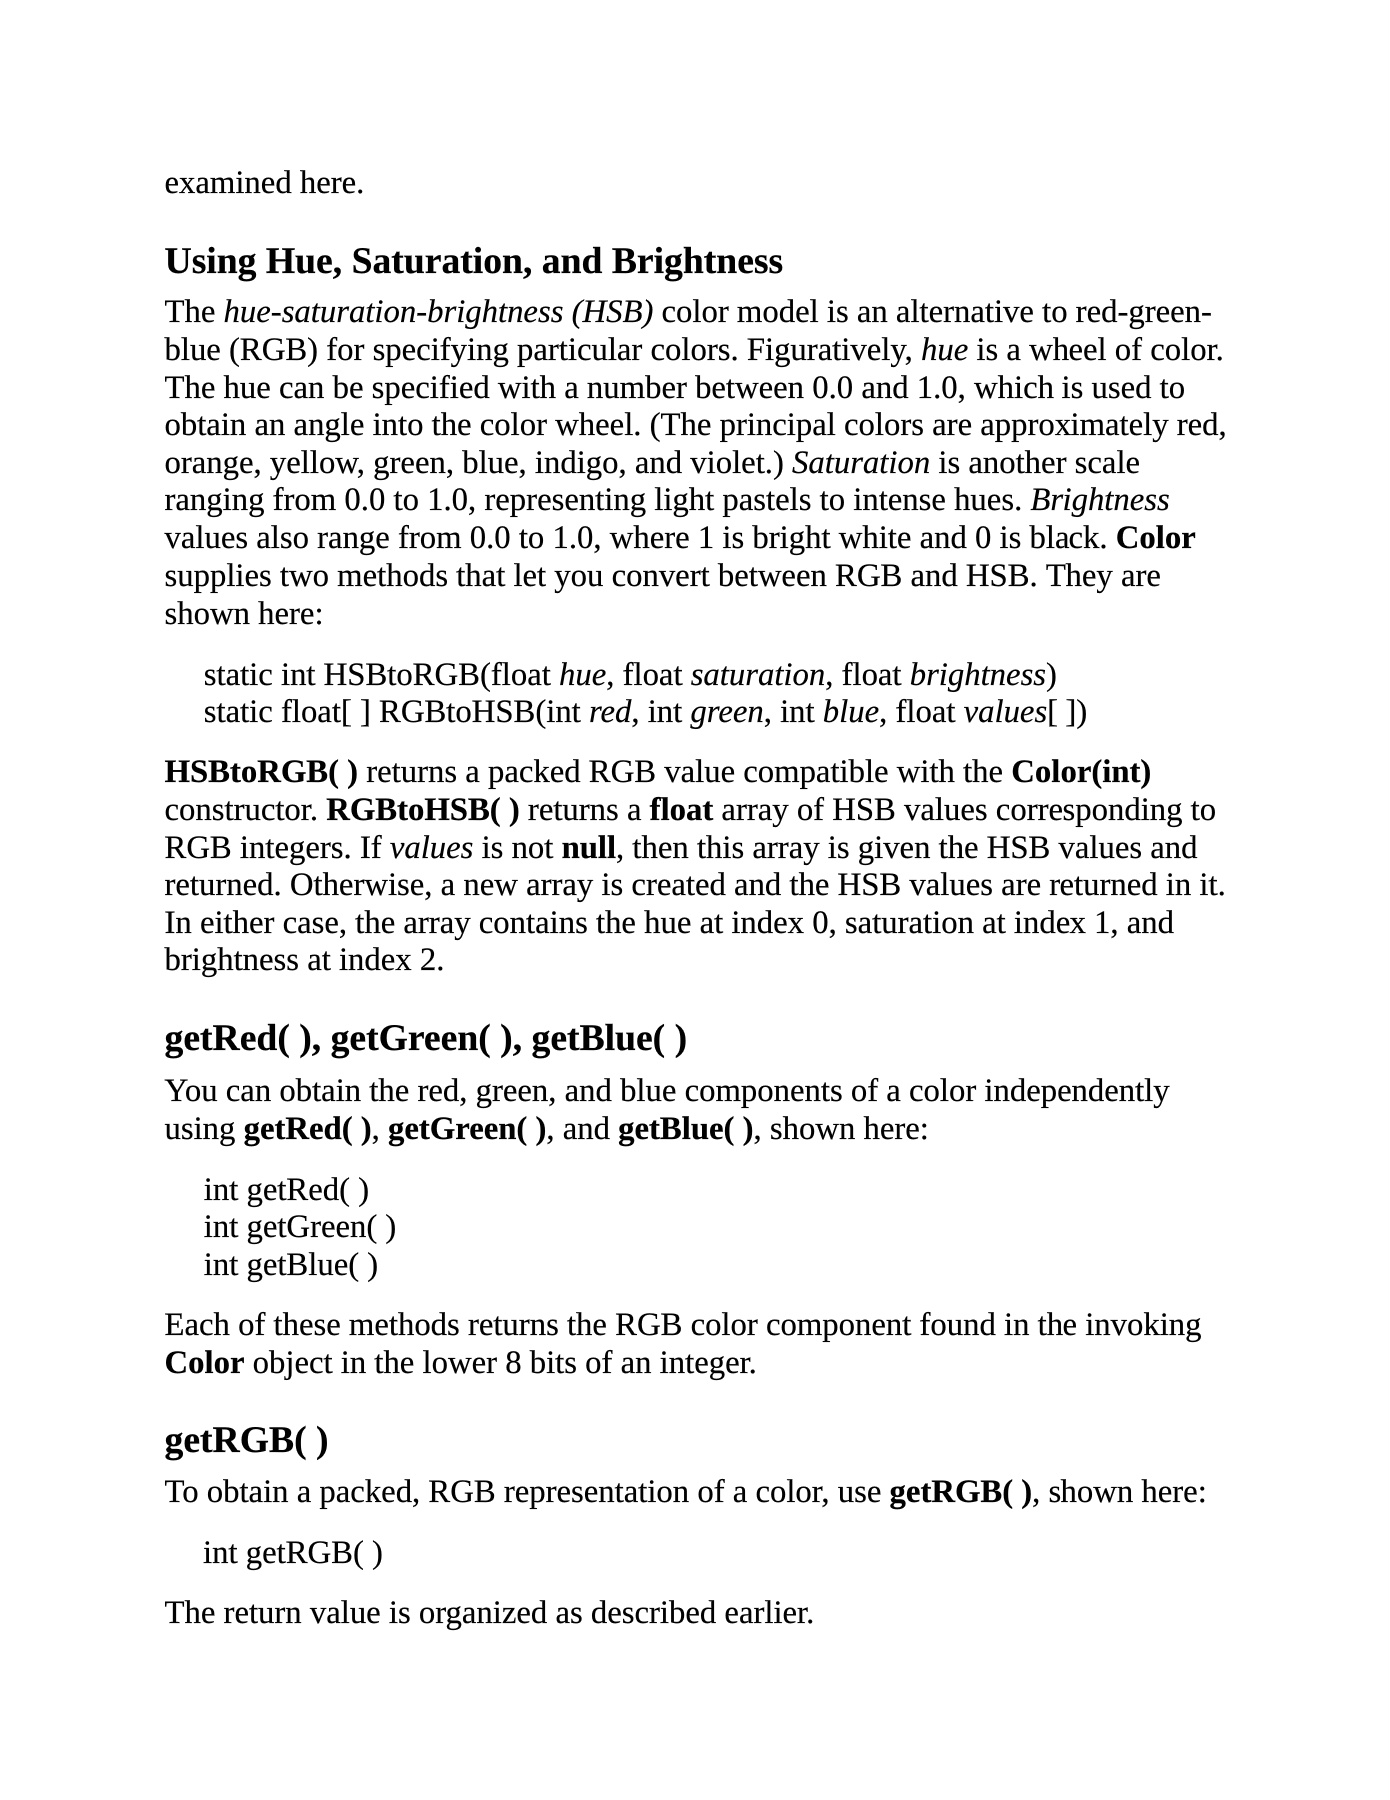 examined here.
Using Hue, Saturation, and Brightness
The hue-saturation-brightness (HSB) color model is an alternative to red-green-
blue (RGB) for specifying particular colors. Figuratively, hue is a wheel of color.
The hue can be specified with a number between 0.0 and 1.0, which is used to
obtain an angle into the color wheel. (The principal colors are approximately red,
orange, yellow, green, blue, indigo, and violet.) Saturation is another scale
ranging from 0.0 to 1.0, representing light pastels to intense hues. Brightness
values also range from 0.0 to 1.0, where 1 is bright white and 0 is black. Color
supplies two methods that let you convert between RGB and HSB. They are
shown here:
static int HSBtoRGB(float hue, float saturation, float brightness)
static float[ ] RGBtoHSB(int red, int green, int blue, float values[ ])
HSBtoRGB( ) returns a packed RGB value compatible with the Color(int)
constructor. RGBtoHSB( ) returns a float array of HSB values corresponding to
RGB integers. If values is not null, then this array is given the HSB values and
returned. Otherwise, a new array is created and the HSB values are returned in it.
In either case, the array contains the hue at index 0, saturation at index 1, and
brightness at index 2.
getRed( ), getGreen( ), getBlue( )
You can obtain the red, green, and blue components of a color independently
using getRed( ), getGreen( ), and getBlue( ), shown here:
int getRed( )
int getGreen( )
int getBlue( )
Each of these methods returns the RGB color component found in the invoking
Color object in the lower 8 bits of an integer.
getRGB( )
To obtain a packed, RGB representation of a color, use getRGB( ), shown here:
int getRGB( )
The return value is organized as described earlier.